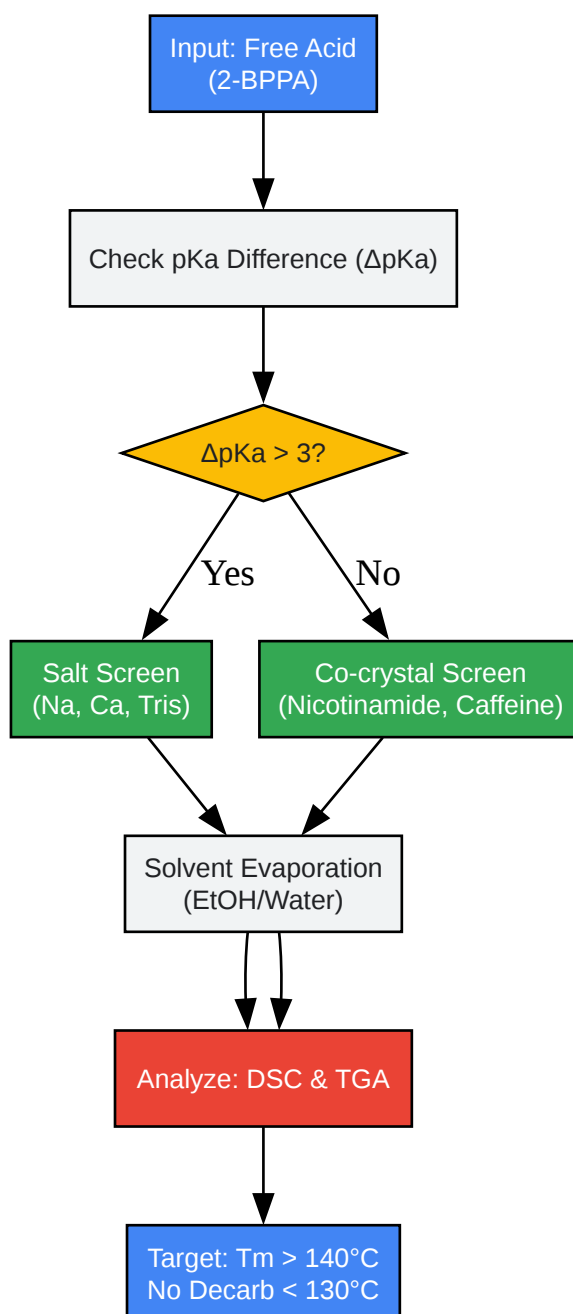 Input: Free Acid
(2-BPPA)
Check pKa Difference (ΔpKa)
ΔpKa > 3?
Yes
No
Salt Screen
(Na, Ca, Tris)
Co-crystal Screen
(Nicotinamide, Caffeine)
Solvent Evaporation
(EtOH/Water)
Analyze: DSC & TGA
Target: Tm > 140°C
No Decarb < 130°C